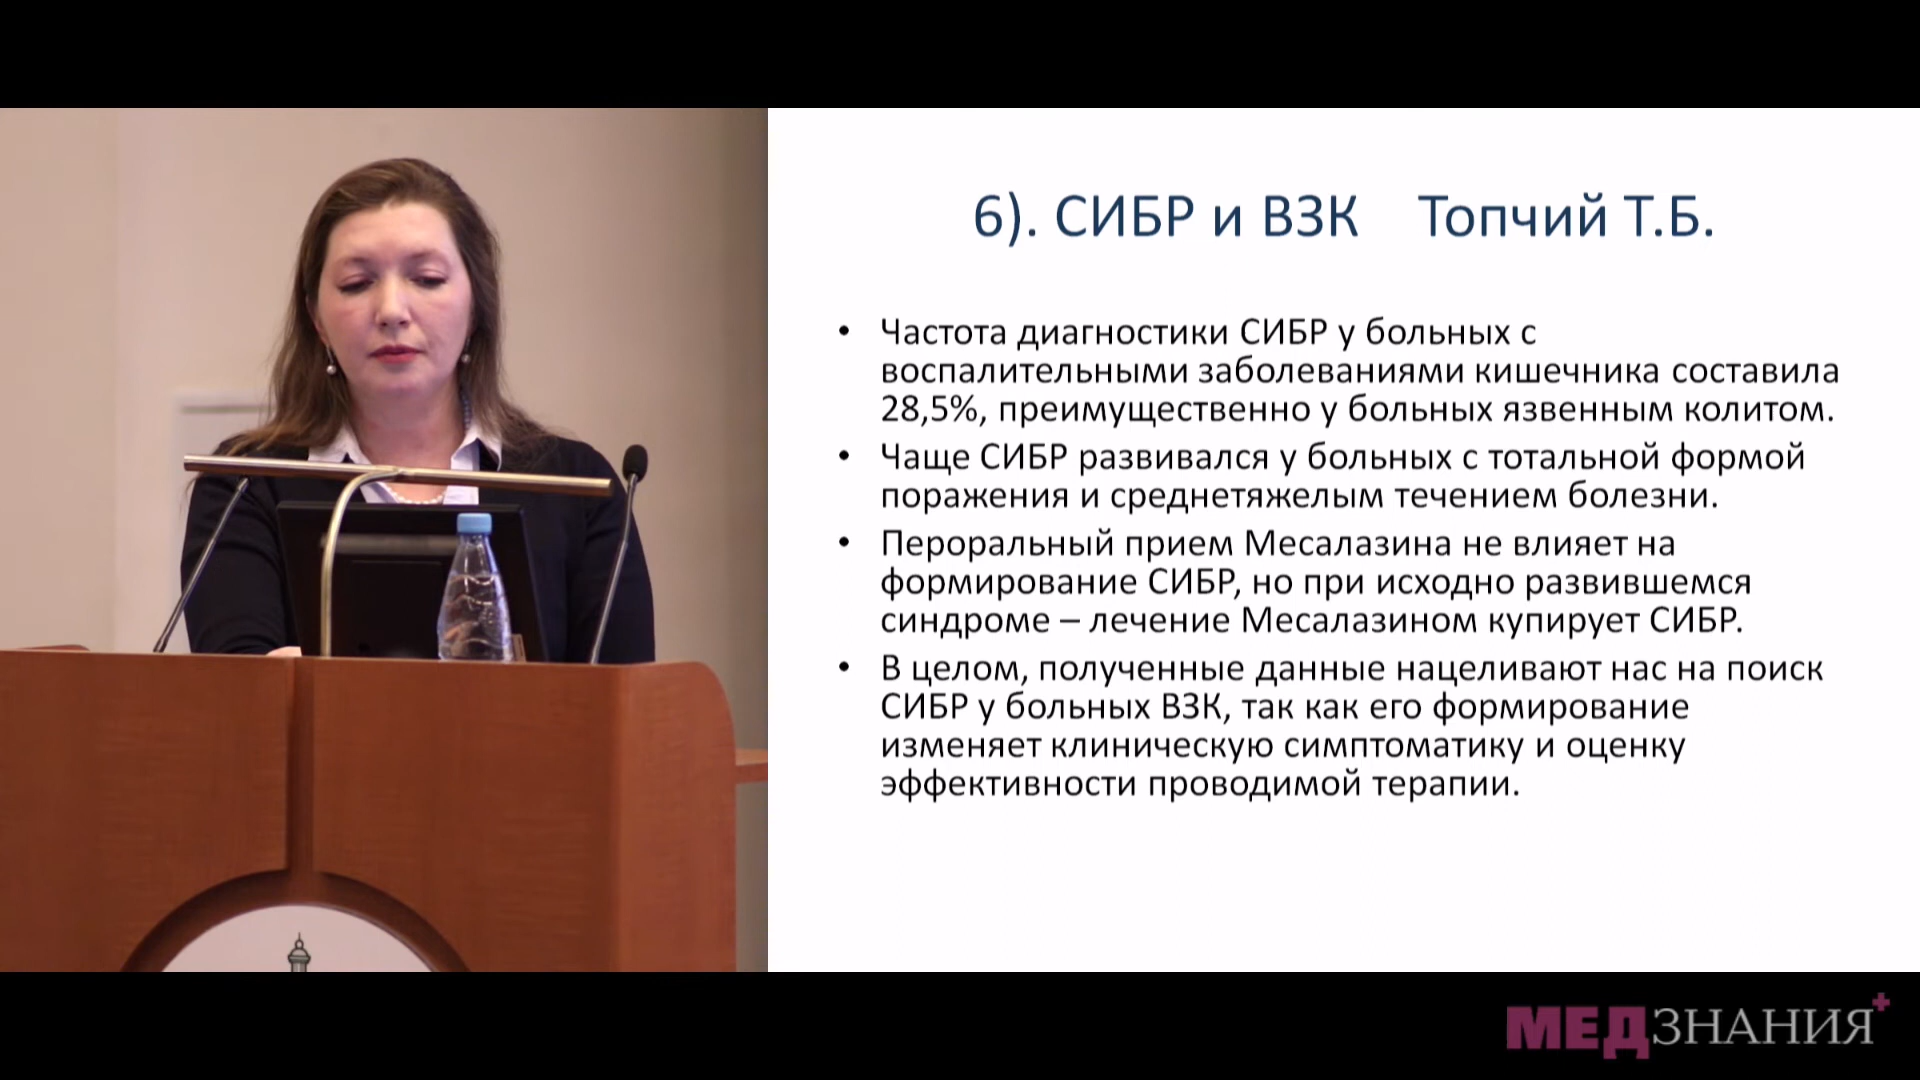 6). СИБР и ВЗК Топчий Т.Б.
• Частота диагностики СИБР у больных с
воспалительными заболеваниями кишечника составила
28,5%, преимущественно у больных язвенным колитом.
• Чаще СИБР развивался у больных с тотальной формой
поражения и среднетяжелым течением болезни.
• Пероральный прием Месалазина не влияет на
формирование СИБР, но при исходно развившемся
синдроме – лечение Месалазином купирует СИБР.
• В целом, полученные данные нацеливают нас на поиск
СИБР у больных ВЗК, так как его формирование
изменяет клиническую симптоматику и оценку
эффективности проводимой терапии.
МЕДЗНАНИЯ+